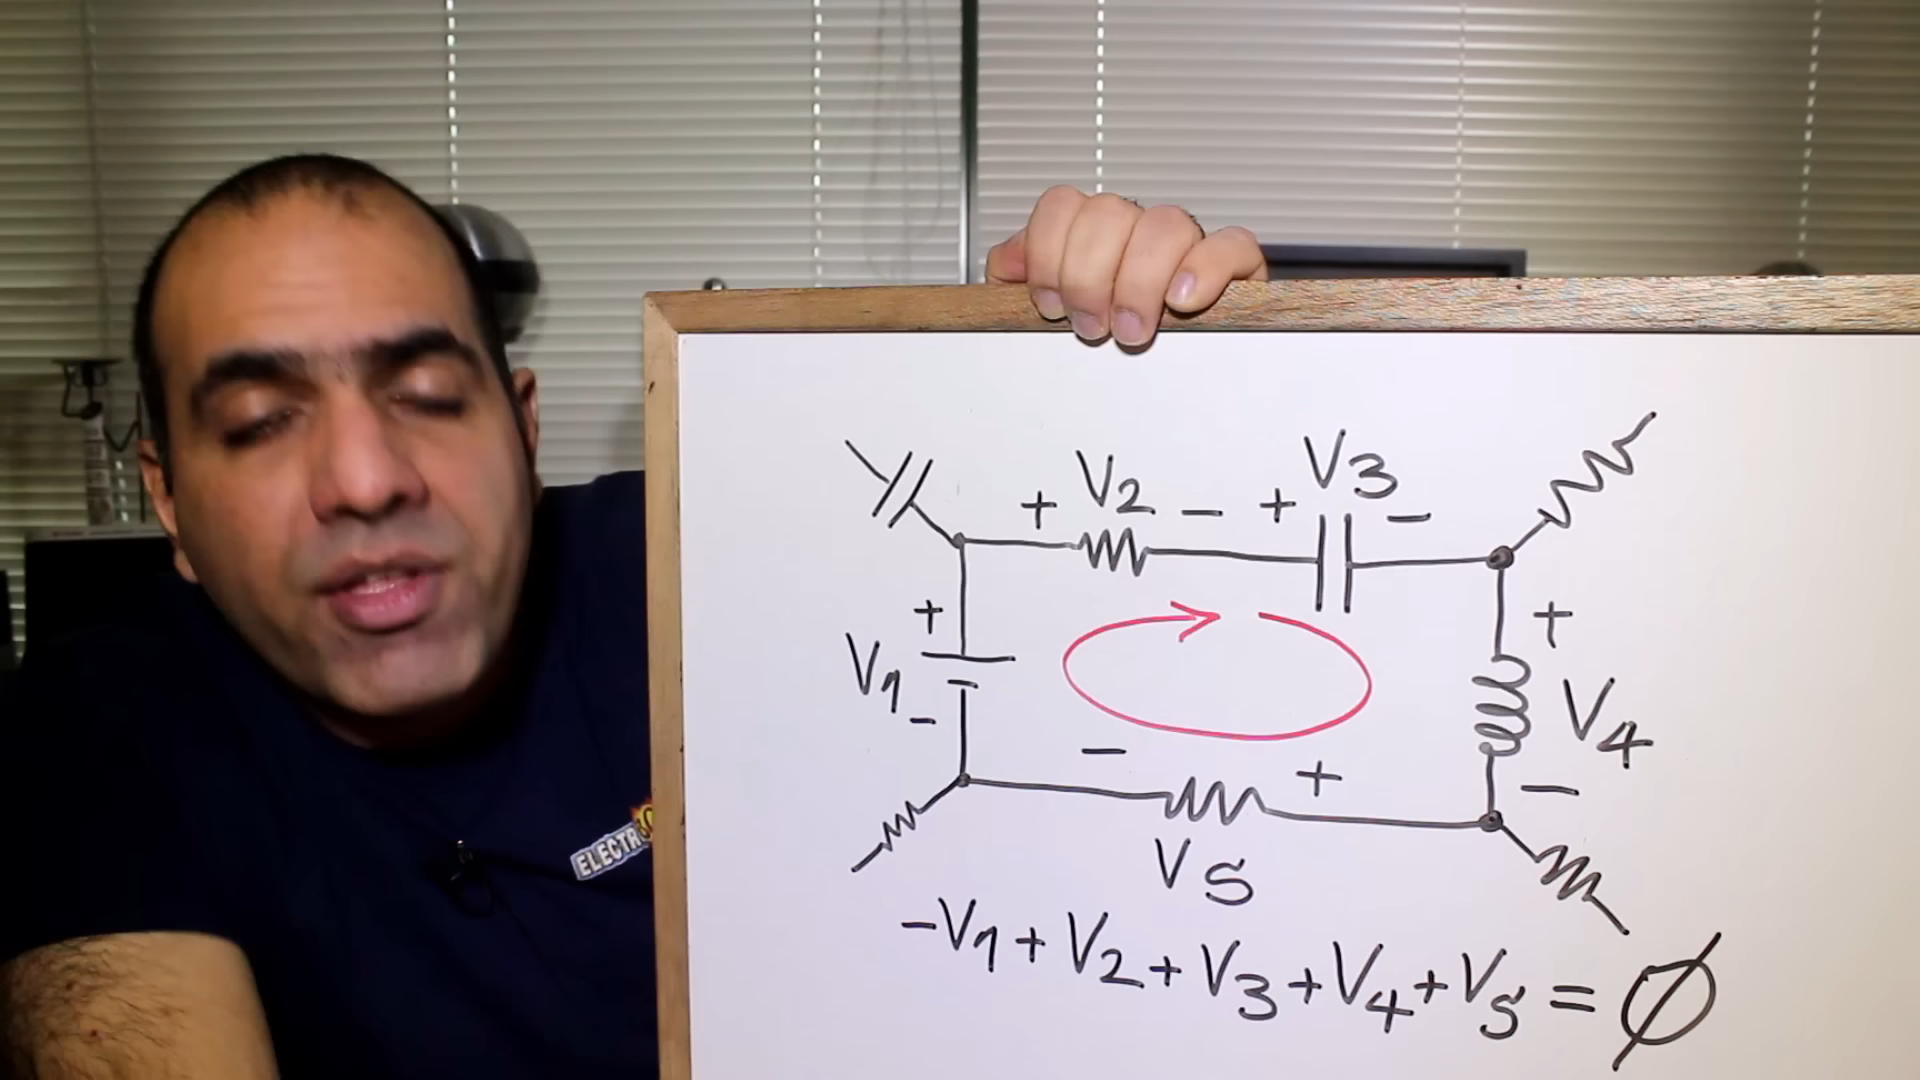 V2
V3
+
-
+
-
+
V1
-
+
V4
-
-
+
V5
-V1+V2+V3+V4+V5=Ø
ELECTR